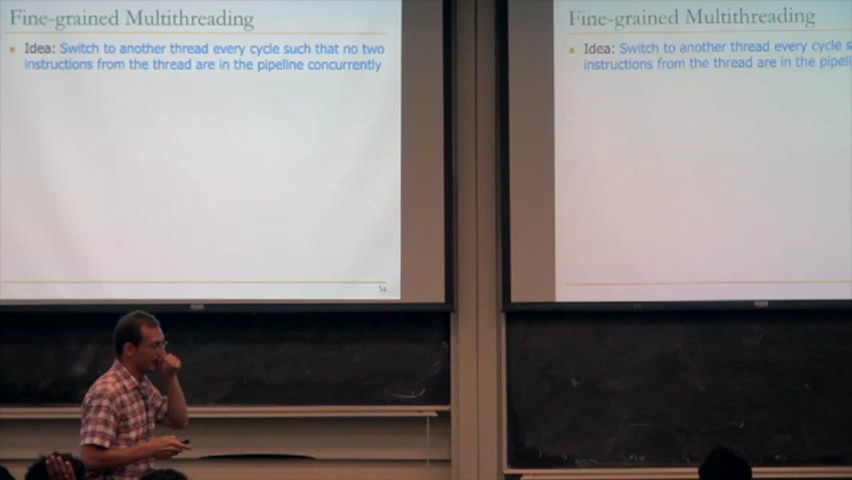 Fine-grained Multithreading
Idea: Switch to another thread every cycle such that no two
instructions from the thread are in the pipeline concurrently
54
Fine-grained Multithreading
Idea: Switch to another thread every cycle s
instructions from the thread are in the pipeli